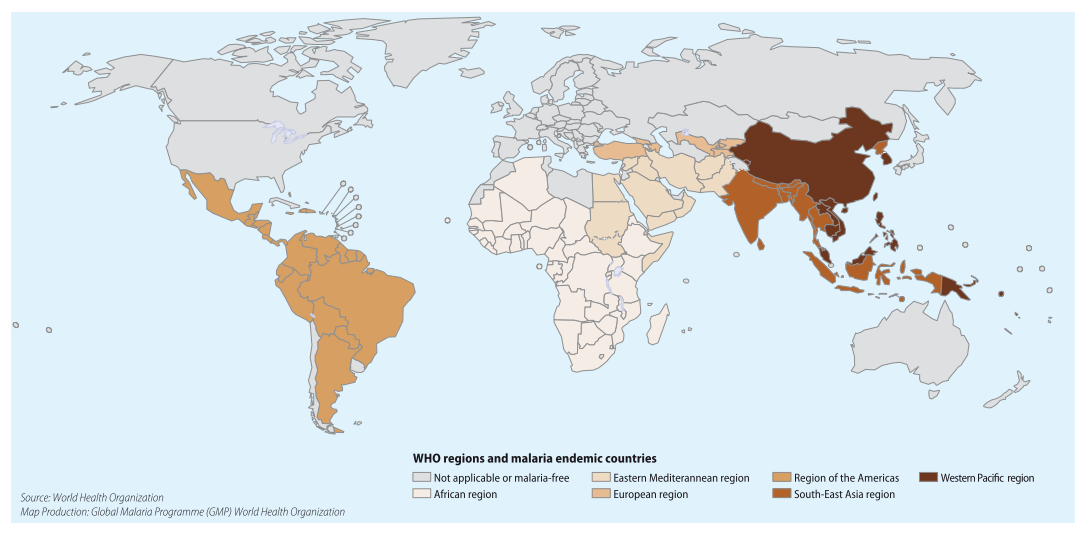 WHO regions and malaria endemic countries
Not applicable or malaria-free
African region
Eastern Mediterannean region
European region
Region of the Americas
South-East Asia region
Western Pacific region
Source: World Health Organization
Map Production: Global Malaria Programme (GMP) World Health Organization